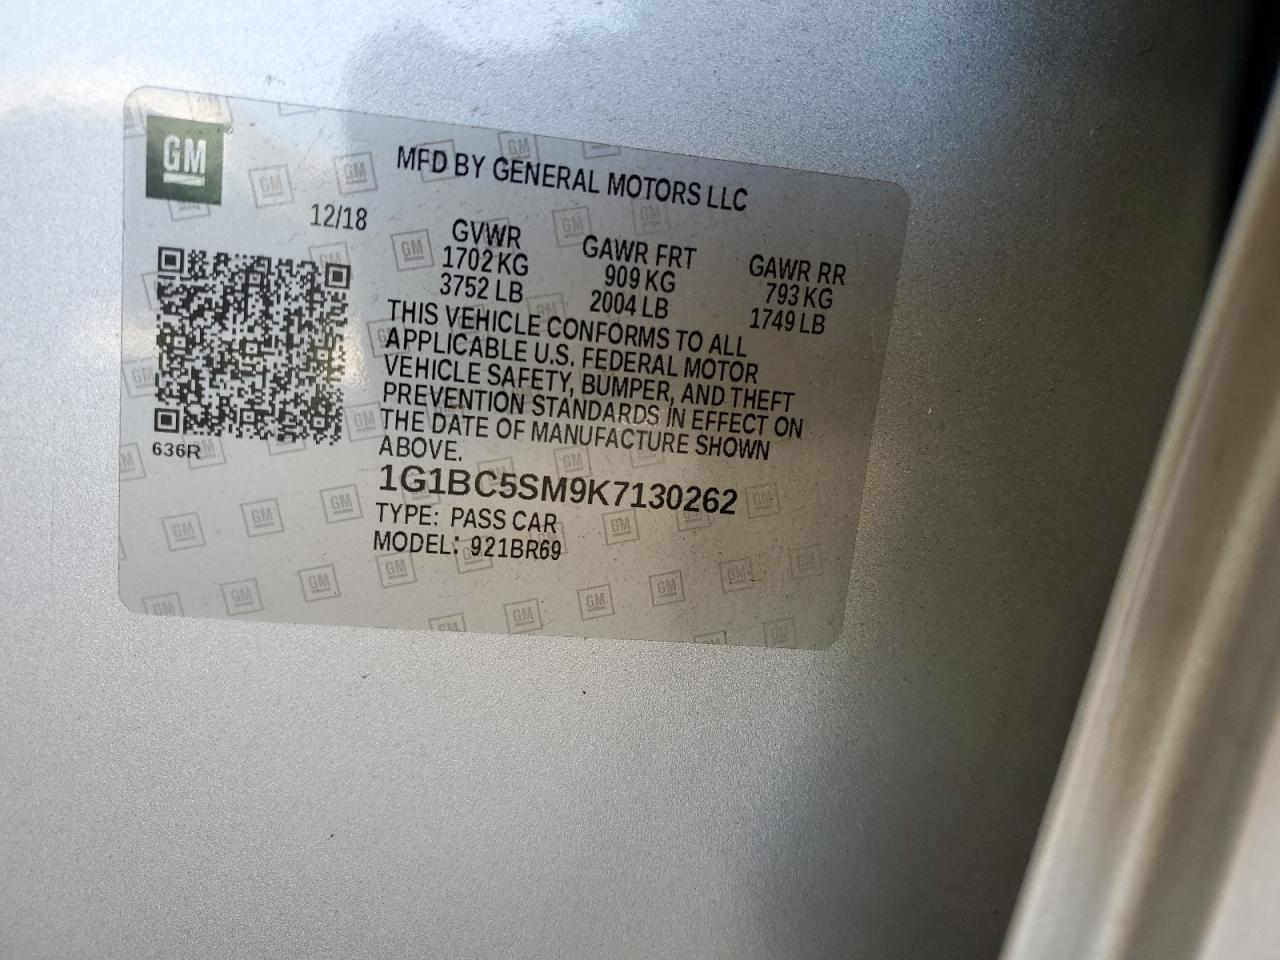 GM
MFD BY GENERAL MOTORS LLC
12/18
GVWR GAWR FRT GAWR RR
1702 KG 909 KG 793 KG
3752 LB 2004 LB 1749 LB
THIS VEHICLE CONFORMS TO ALL
APPLICABLE U.S. FEDERAL MOTOR
VEHICLE SAFETY, BUMPER, AND THEFT
PREVENTION STANDARDS IN EFFECT ON
THE DATE OF MANUFACTURE SHOWN
ABOVE.
636R
1G1BC5SM9K7130262
TYPE: PASS CAR
MODEL: 921BR69